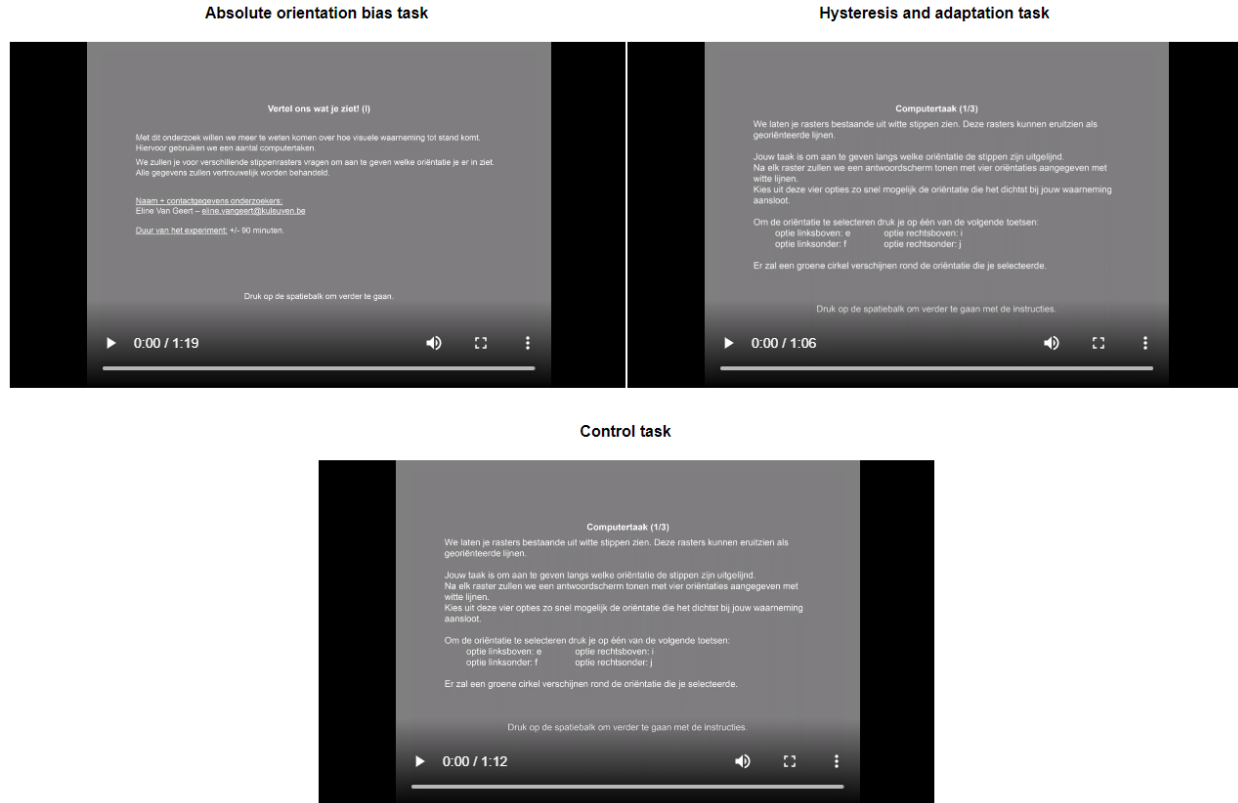 Absolute orientation bias task
Hysteresis and adaptation task
Vertel ons wat je ziet! (I)
Met dit onderzoek willen we meer te weten komen over hoe visuele waarneming tot stand komt.
Hiervoor gebruiken we een aantal computertaken.
We zullen je voor verschillende stippenrasters vragen om aan te geven welke oriëntatie je er in ziet.
Alle gegevens zullen vertrouwelijk worden behandeld.
Naam + contactgegevens onderzoekers:
Eline Van Geert – eline.vangeert@kuleuven.be
Duur van het experiment: +/- 90 minuten.
Druk op de spatiebalk om verder te gaan.
0:00 / 1:19
Computertaak (1/3)
We laten je rasters bestaande uit witte stippen zien. Deze rasters kunnen eruitzien als
georiënteerde lijnen.
Jouw taak is om aan te geven langs welke oriëntatie de stippen zijn uitgelijnd.
Na elk raster zullen we een antwoordscherm tonen met vier oriëntaties aangegeven met
witte lijnen.
Kies uit deze vier opties zo snel mogelijk de oriëntatie die het dichtst bij jouw waarneming
aansloot.
Om de oriëntatie te selecteren druk je op één van de volgende toetsen:
optie linksboven: e optie rechtsboven: i
optie linksonder: f optie rechtsonder: j
Er zal een groene cirkel verschijnen rond de oriëntatie die je selecteerde.
Druk op de spatiebalk om verder te gaan met de instructies.
0:00 / 1:06
Control task
Computertaak (1/3)
We laten je rasters bestaande uit witte stippen zien. Deze rasters kunnen eruitzien als
georiënteerde lijnen.
Jouw taak is om aan te geven langs welke oriëntatie de stippen zijn uitgelijnd.
Na elk raster zullen we een antwoordscherm tonen met vier oriëntaties aangegeven met
witte lijnen.
Kies uit deze vier opties zo snel mogelijk de oriëntatie die het dichtst bij jouw waarneming
aansloot.
Om de oriëntatie te selecteren druk je op één van de volgende toetsen:
optie linksboven: e optie rechtsboven: i
optie linksonder: f optie rechtsonder: j
Er zal een groene cirkel verschijnen rond de oriëntatie die je selecteerde.
Druk op de spatiebalk om verder te gaan met de instructies.
0:00 / 1:12